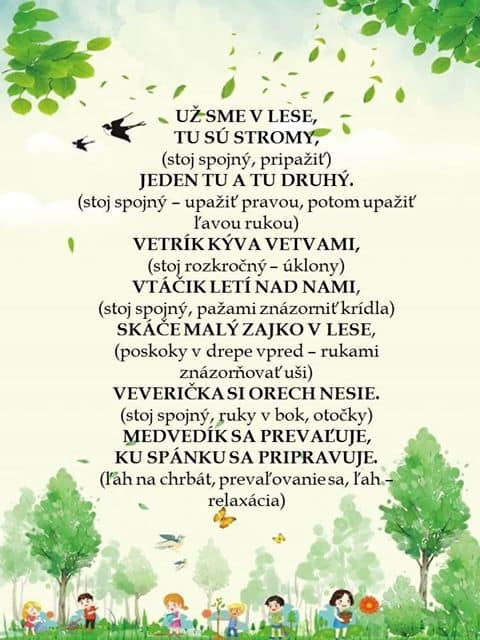 UŽ SME V LESE,
TU SÚ STROMY,
(stoj spojný, pripažiť)
JEDEN TU A TU DRUHÝ.
(stoj spojný – upažiť pravou, potom upažiť
ľavou rukou)
VETRÍK KÝVA VETVAMI,
(stoj rozkročný – úklony)
VTÁČIK LETÍ NAD NAMI,
(stoj spojný, pažami znázorniť krídla)
SKÁČE MALÝ ZAJKO V LESE,
(poskoky v drepe vpred – rukami
znázorňovať uši)
VEVERIČKA SI ORECH NESIE.
(stoj spojný, ruky v bok, otočky)
MEDVEDÍK SA PREVAĽUJE,
KU SPÁNKU SA PRIPRAVUJE.
(ľah na chrbát, prevaľovanie sa, ľah –
relaxácia)